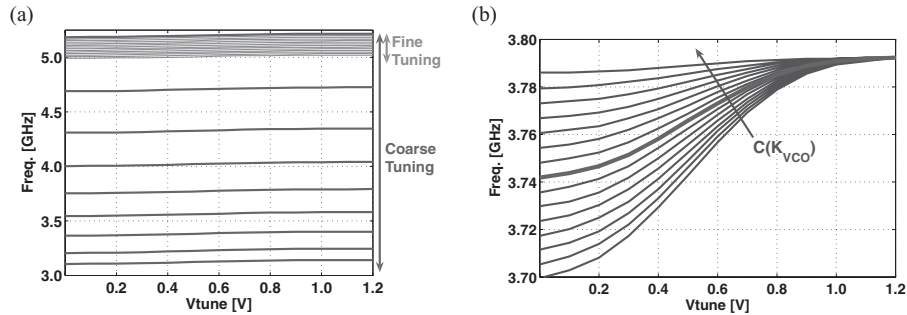 (a)
5.0
4.5
4.0
3.5
3.0
Freq. [GHz]
0.2
0.4
0.6
0.8
1.0
1.2
Vtune [V]
Fine
Tuning
Coarse
Tuning
(b)
3.80
3.78
3.76
3.74
3.72
3.70
Freq. [GHz]
0.2
0.4
0.6
0.8
1.0
1.2
Vtune [V]
C(KVCO)